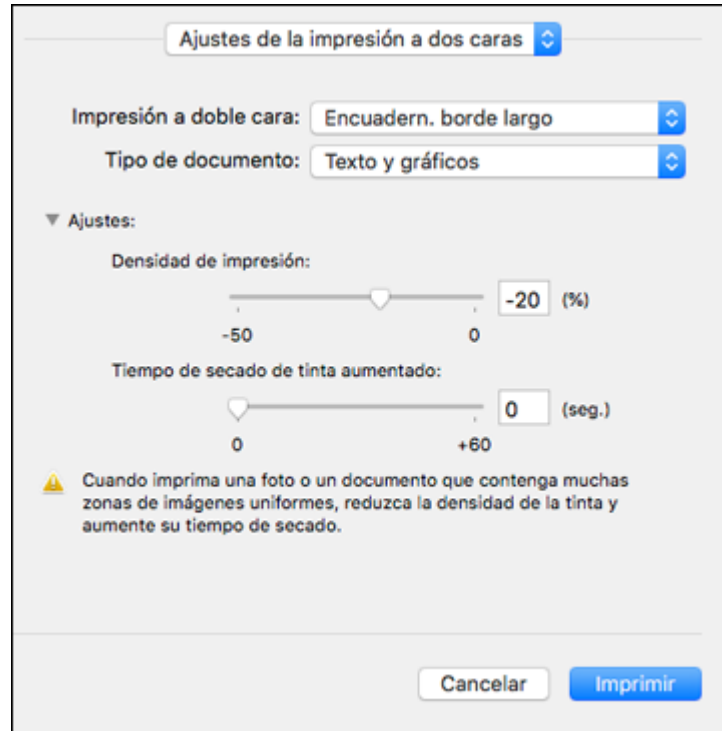 Ajustes de la impresión a dos caras
Impresión a doble cara: Encuadern. borde largo
Tipo de documento: Texto y gráficos
Ajustes:
Densidad de impresión:
-20 (%)
-50 0
Tiempo de secado de tinta aumentado:
0 (seg.)
0 +60
Cuando imprima una foto o un documento que contenga muchas
zonas de imágenes uniformes, reduzca la densidad de la tinta y
aumente su tiempo de secado.
Cancelar Imprimir